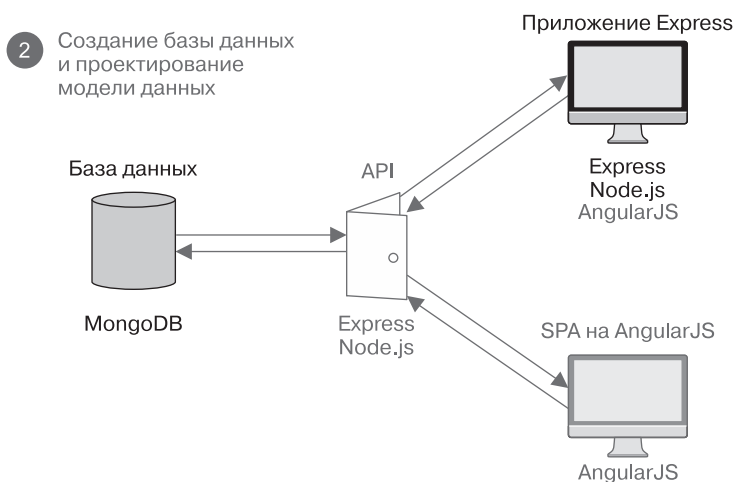 2
Создание базы данных
и проектирование
модели данных
Приложение Express
База данных
API
Express
Node.js
AngularJS
MongoDB
Express
Node.js
SPA на AngularJS
AngularJS